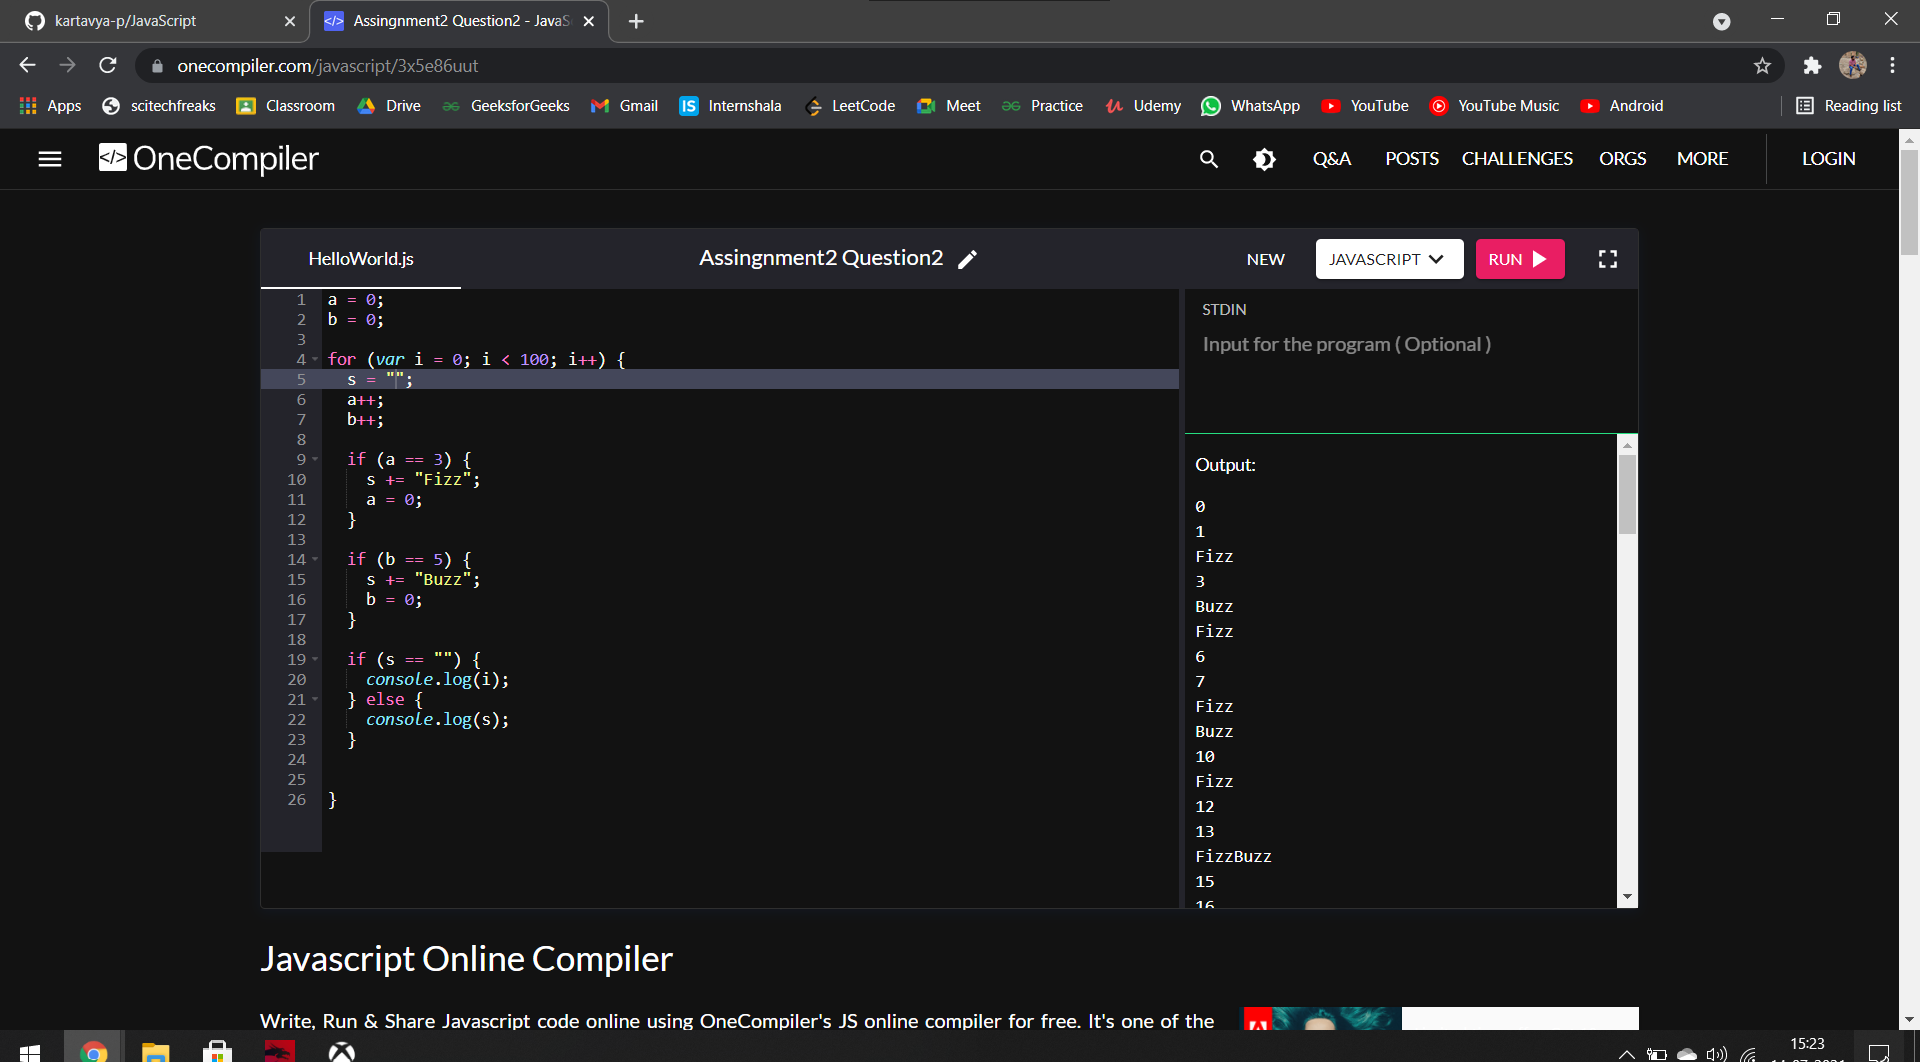 kartavya-p/JavaScript
Assingnment2 Question2 - JavaS
onecompiler.com/javascript/3x5e86uut
Apps scitechfreaks Classroom Drive GeeksforGeeks Gmail Internshala LeetCode Meet Practice Udemy WhatsApp YouTube YouTube Music Android Reading list
</> OneCompiler Q&A POSTS CHALLENGES ORGS MORE LOGIN
HelloWorld.js Assingnment2 Question2 NEW JAVASCRIPT RUN
1 a = 0;
2 b = 0;
3
4 for (var i = 0; i < 100; i++) {
5 s = "";
6 a++;
7 b++;
8
9 if (a == 3) {
10 s += "Fizz";
11 a = 0;
12 }
13
14 if (b == 5) {
15 s += "Buzz";
16 b = 0;
17 }
18
19 if (s == "") {
20 console.log(i);
21 } else {
22 console.log(s);
23 }
24
25
26 }
STDIN
Input for the program ( Optional )
Output:
0
1
Fizz
3
Buzz
Fizz
6
7
Fizz
Buzz
10
Fizz
12
13
FizzBuzz
15
16
Javascript Online Compiler
Write, Run & Share Javascript code online using OneCompiler's JS online compiler for free. It's one of the
15:23